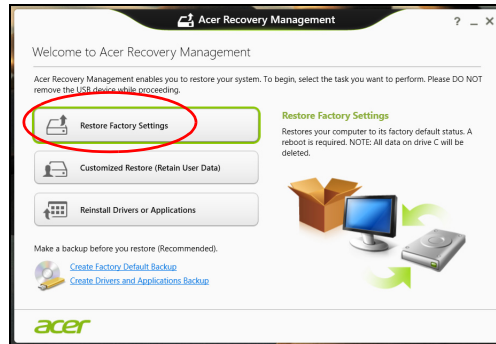 Acer Recovery Management
Welcome to Acer Recovery Management
Acer Recovery Management enables you to restore your system. To begin, select the task you want to perform. Please DO NOT
remove the USB device while proceeding.
Restore Factory Settings
Customized Restore (Retain User Data)
Reinstall Drivers or Applications
Restore Factory Settings
Restores your computer to its factory default status. A
reboot is required. NOTE: All data on drive C will be
deleted.
Make a backup before you restore (Recommended).
Create Factory Default Backup
Create Drivers and Applications Backup
acer